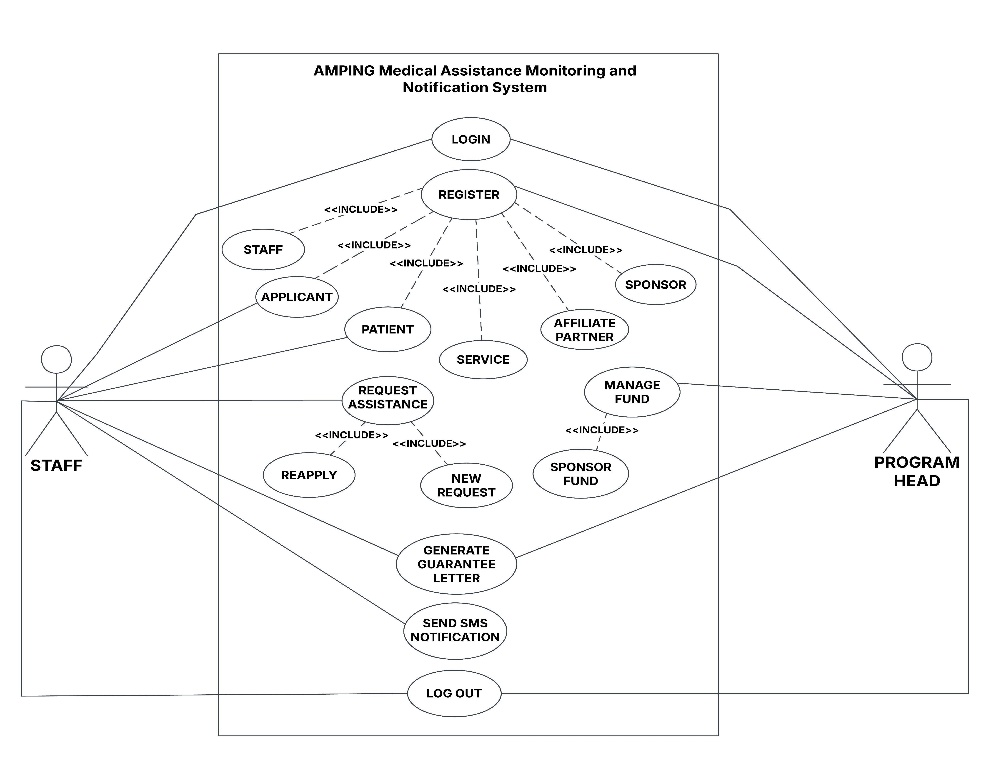 AMPING Medical Assistance Monitoring and
Notification System
LOGIN
REGISTER
<<INCLUDE>>
<<INCLUDE>>
<<INCLUDE>>
<<INCLUDE>>
<<INCLUDE>>
<<INCLUDE>>
STAFF
APPLICANT
PATIENT
SERVICE
AFFILIATE
PARTNER
SPONSOR
REQUEST
ASSISTANCE
<<INCLUDE>>
<<INCLUDE>>
REAPPLY
NEW
REQUEST
MANAGE
FUND
<<INCLUDE>>
SPONSOR
FUND
STAFF
PROGRAM
HEAD
GENERATE
GUARANTEE
LETTER
SEND SMS
NOTIFICATION
LOG OUT